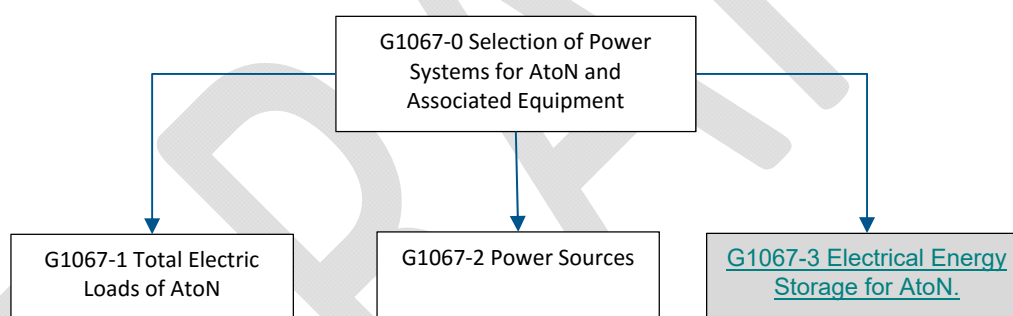 G1067-0 Selection of Power
Systems for AtoN and
Associated Equipment
G1067-1 Total Electric
Loads of AtoN
G1067-2 Power Sources
G1067-3 Electrical Energy
Storage for AtoN.